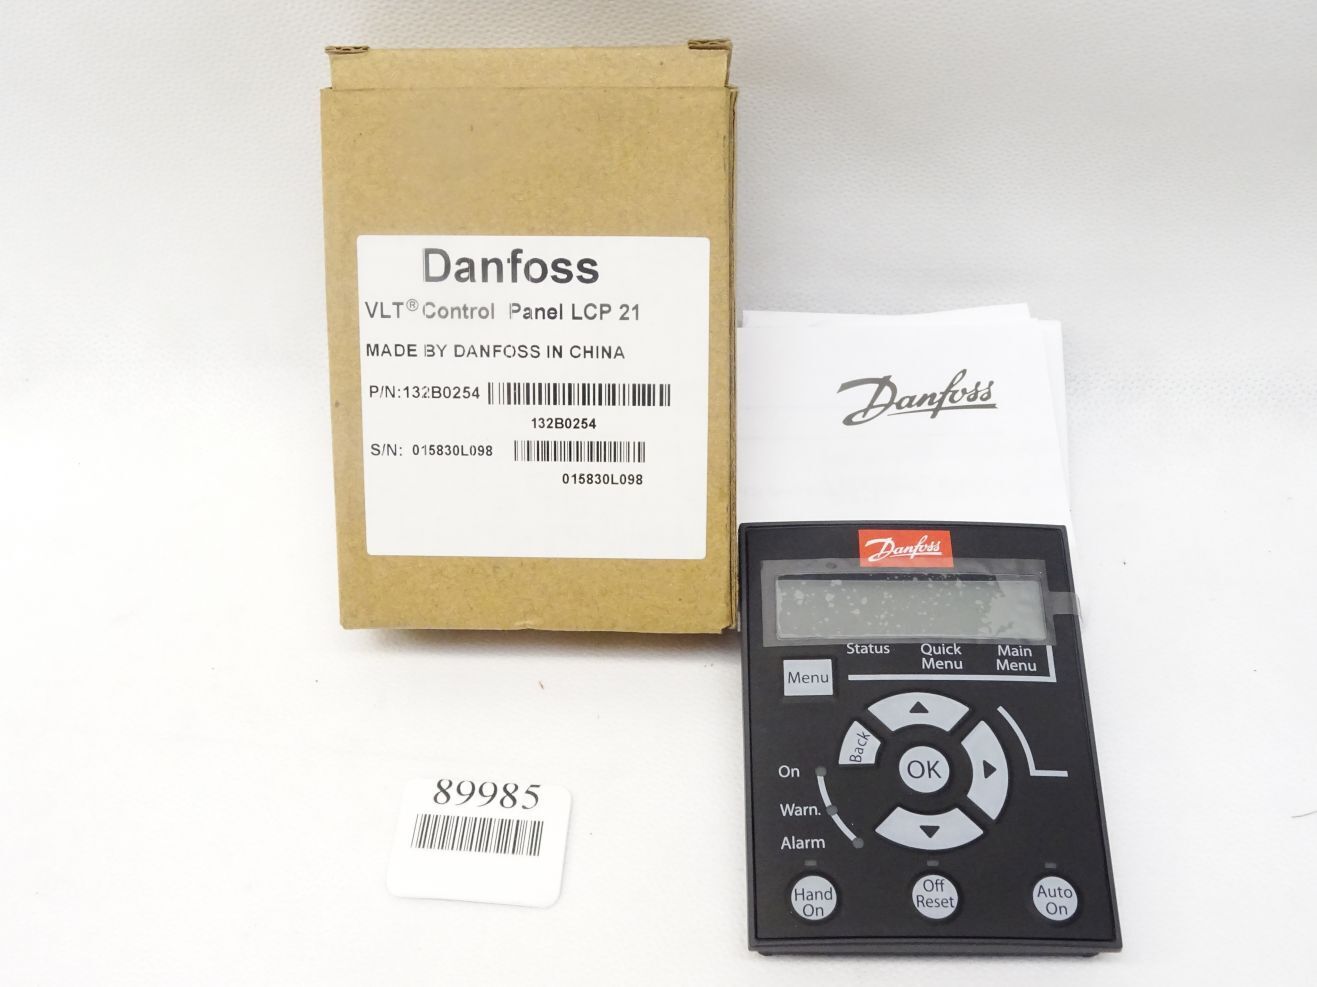 Danfoss
VLT® Control Panel LCP 21
MADE BY DANFOSS IN CHINA
P/N:132B0254
132B0254
S/N: 015830L098
015830L098
Danfoss
Danfoss
Status Quick Menu Main Menu
Menu
Back
OK
On
Warn.
Alarm
Hand On
Off Reset
Auto On
89985